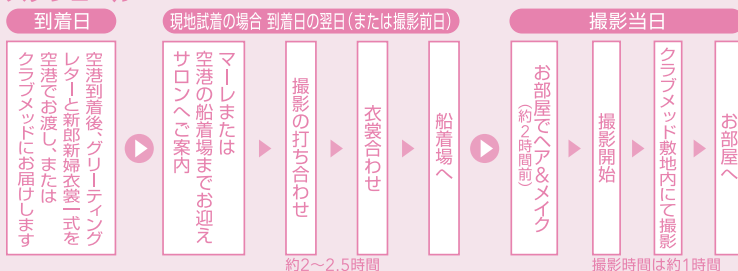 到着日
空港到着後、グリーティング
レターと新郎新婦衣裳一式を
空港でお渡し、または
クラブメッドにお届けします
現地試着の場合 到着日の翌日(または撮影前日)
マーレまたは
空港の船着場までお迎え
サロンへご案内
撮影の打ち合わせ
衣裳合わせ
船着場へ
約2〜2.5時間
撮影当日
お部屋でヘア&メイク
(約2時間前)
撮影開始
クラブメッド敷地内にて撮影
お部屋へ
撮影時間は約1時間